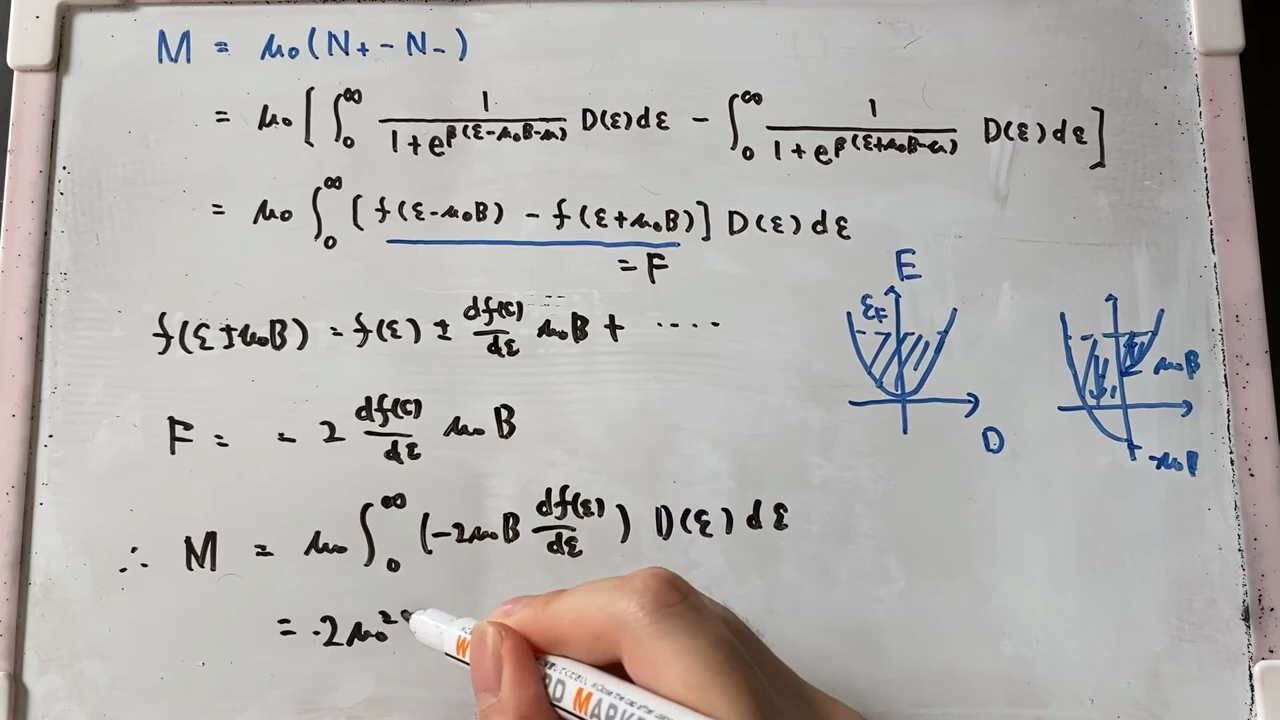 M = μ₀(N₊ - N₋)
= μ₀[∫₀^∞ 1/(1+e^{β(ε-μ₀B-μ)}) D(ε)dε - ∫₀^∞ 1/(1+e^{β(ε+μ₀B-μ)}) D(ε)dε]
= μ₀ ∫₀^∞ [f(ε-μ₀B) - f(ε+μ₀B)] D(ε)dε
= F
f(ε±μ₀B) = f(ε) ± df(ε)/dε μ₀B + ····
F = - 2 df(ε)/dε μ₀B
∴ M = μ₀∫₀^∞ (-2μ₀B df(ε)/dε) D(ε)dε
= -2μ₀²
E
εF
D
μ₀B
-μ₀B